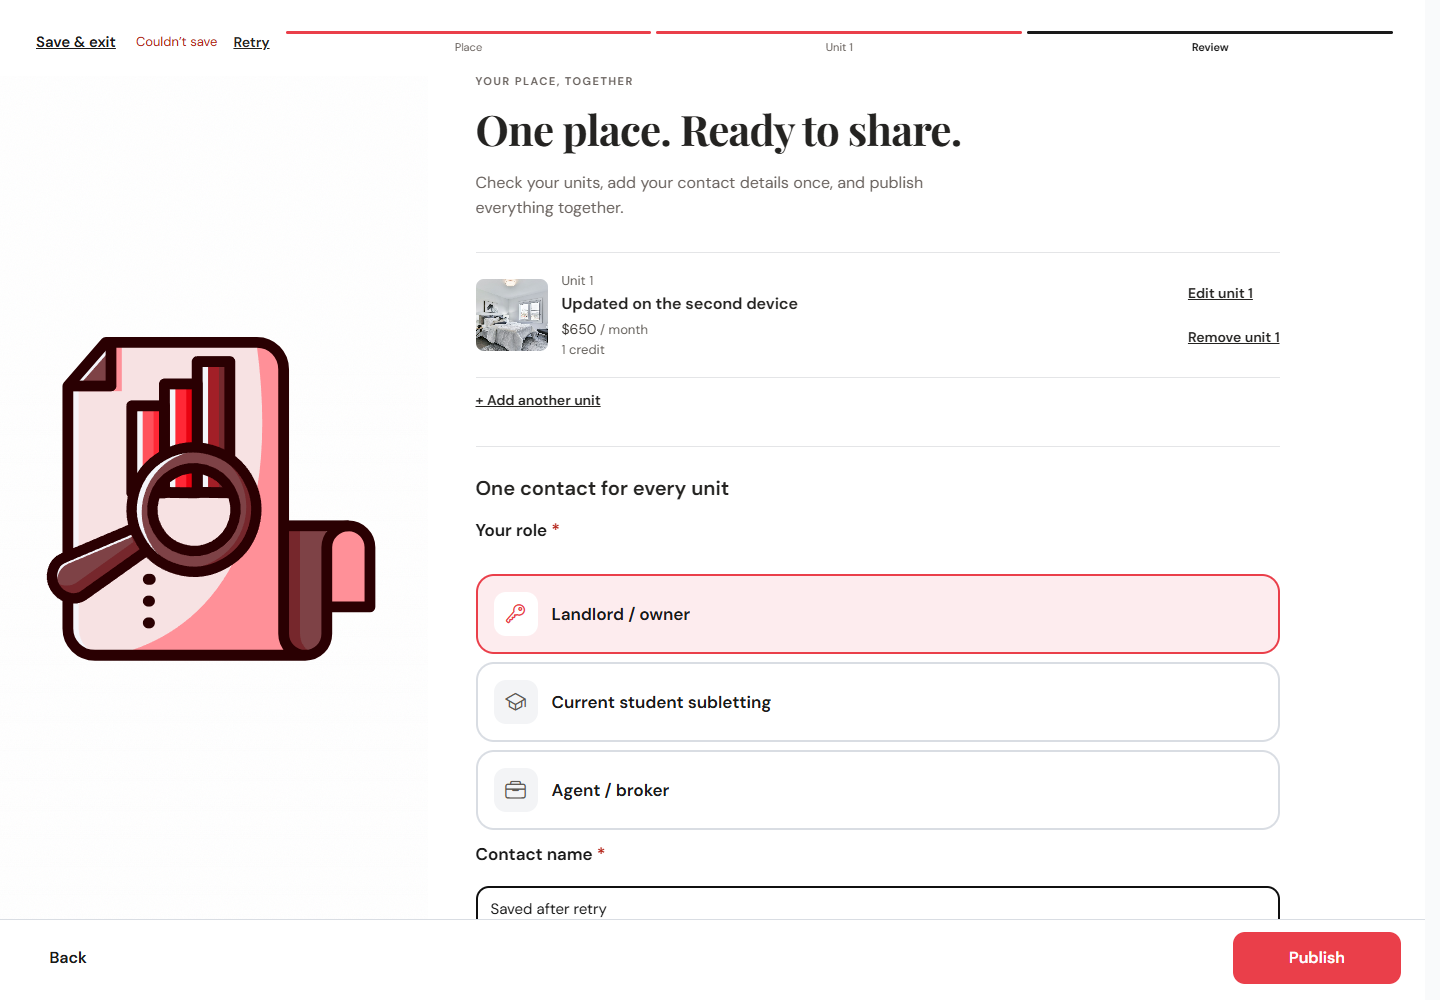 Save & exit
Couldn't save
Retry
Place
Unit 1
Review
YOUR PLACE, TOGETHER
One place. Ready to share.
Check your units, add your contact details once, and publish
everything together.
Unit 1
Updated on the second device
$650 / month
1 credit
Edit unit 1
Remove unit 1
+ Add another unit
One contact for every unit
Your role *
Landlord / owner
Current student subletting
Agent / broker
Contact name *
Saved after retry
Back
Publish